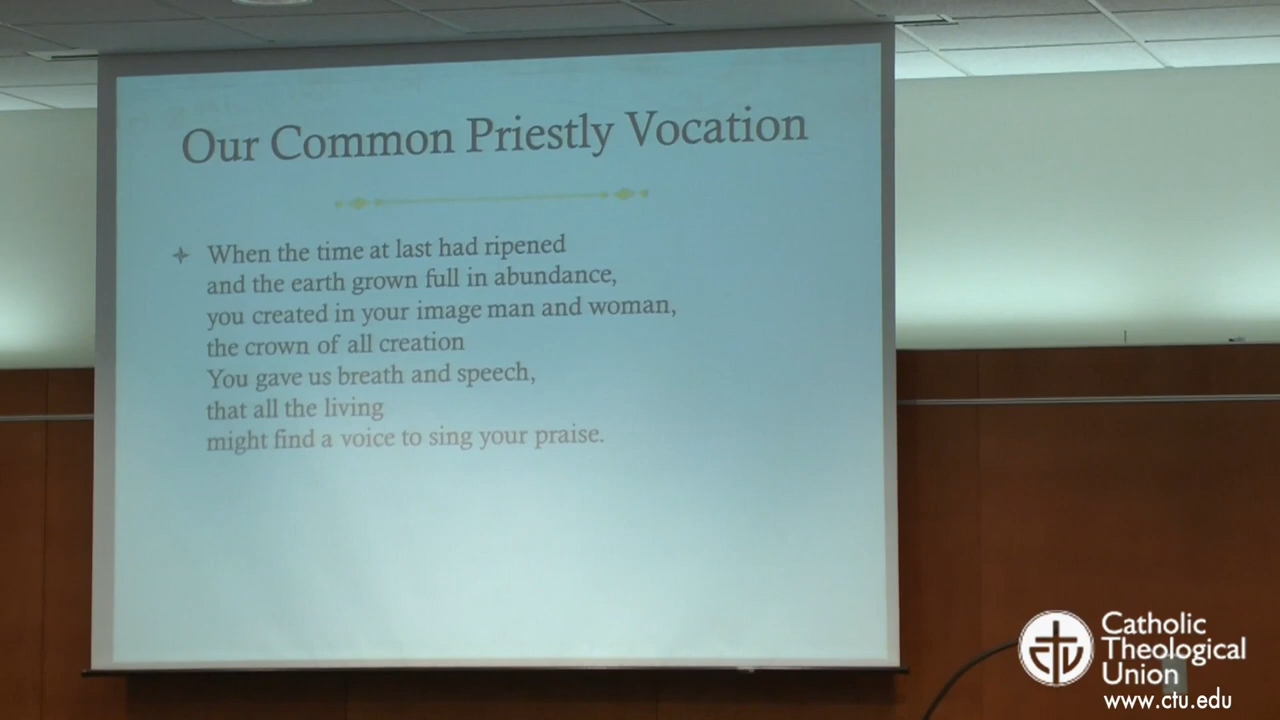 Our Common Priestly Vocation
When the time at last had ripened
and the earth grown full in abundance,
you created in your image man and woman,
the crown of all creation
You gave us breath and speech,
that all the living
might find a voice to sing your praise.
Catholic
Theological
Union
www.ctu.edu